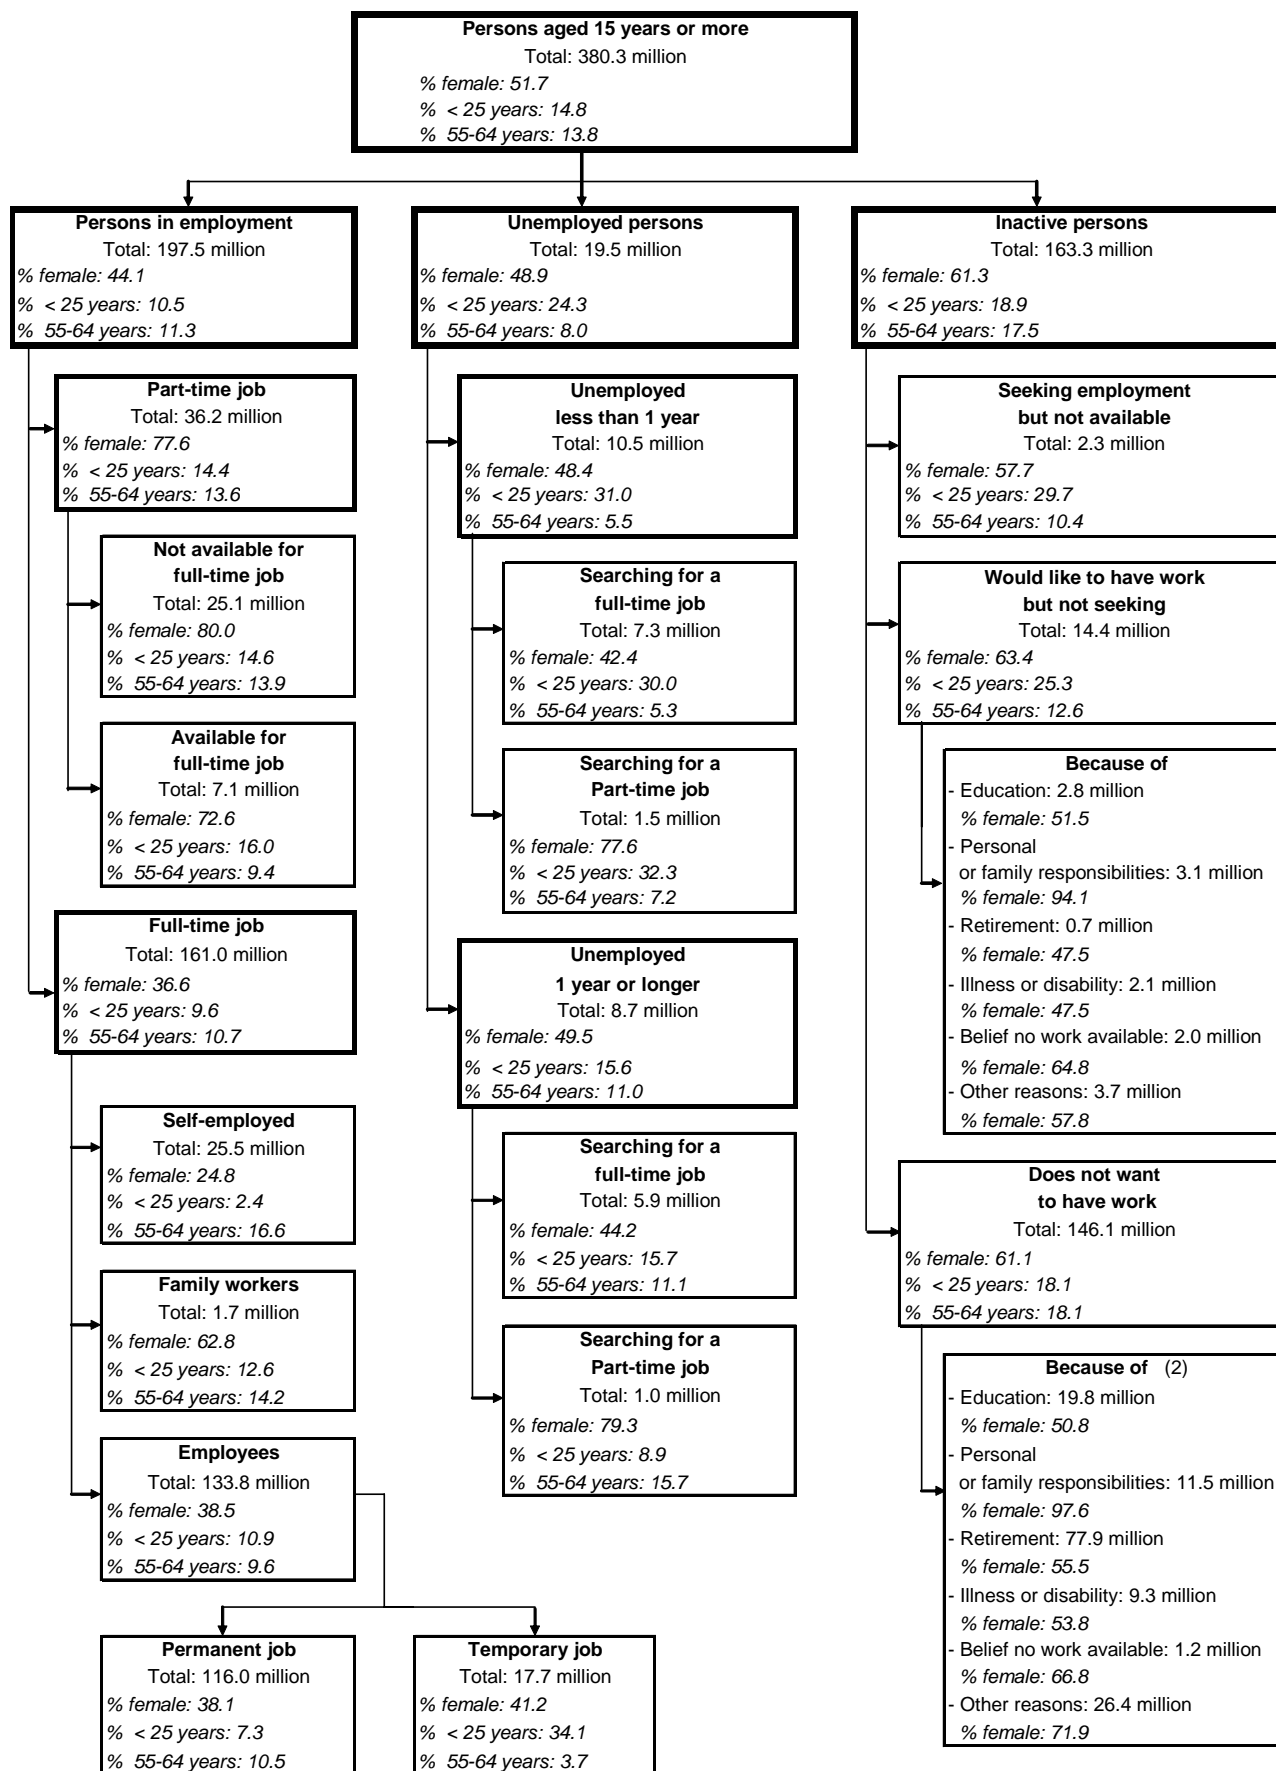 Persons aged 15 years or more
Total: 380.3 million
% female: 51.7
% < 25 years: 14.8
% 55-64 years: 13.8
Persons in employment
Total: 197.5 million
% female: 44.1
% < 25 years: 10.5
% 55-64 years: 11.3
Part-time job
Total: 36.2 million
% female: 77.6
% < 25 years: 14.4
% 55-64 years: 13.6
Not available for
full-time job
Total: 25.1 million
% female: 80.0
% < 25 years: 14.6
% 55-64 years: 13.9
Available for
full-time job
Total: 7.1 million
% female: 72.6
% < 25 years: 16.0
% 55-64 years: 9.4
Full-time job
Total: 161.0 million
% female: 36.6
% < 25 years: 9.6
% 55-64 years: 10.7
Self-employed
Total: 25.5 million
% female: 24.8
% < 25 years: 2.4
% 55-64 years: 16.6
Family workers
Total: 1.7 million
% female: 62.8
% < 25 years: 12.6
% 55-64 years: 14.2
Employees
Total: 133.8 million
% female: 38.5
% < 25 years: 10.9
% 55-64 years: 9.6
Permanent job
Total: 116.0 million
% female: 38.1
% < 25 years: 7.3
% 55-64 years: 10.5
Temporary job
Total: 17.7 million
% female: 41.2
% < 25 years: 34.1
% 55-64 years: 3.7
Unemployed persons
Total: 19.5 million
% female: 48.9
% < 25 years: 24.3
% 55-64 years: 8.0
Unemployed
less than 1 year
Total: 10.5 million
% female: 48.4
% < 25 years: 31.0
% 55-64 years: 5.5
Searching for a
full-time job
Total: 7.3 million
% female: 42.4
% < 25 years: 30.0
% 55-64 years: 5.3
Searching for a
Part-time job
Total: 1.5 million
% female: 77.6
% < 25 years: 32.3
% 55-64 years: 7.2
Unemployed
1 year or longer
Total: 8.7 million
% female: 49.5
% < 25 years: 15.6
% 55-64 years: 11.0
Searching for a
full-time job
Total: 5.9 million
% female: 44.2
% < 25 years: 15.7
% 55-64 years: 11.1
Searching for a
Part-time job
Total: 1.0 million
% female: 79.3
% < 25 years: 8.9
% 55-64 years: 15.7
Inactive persons
Total: 163.3 million
% female: 61.3
% < 25 years: 18.9
% 55-64 years: 17.5
Seeking employment
but not available
Total: 2.3 million
% female: 57.7
% < 25 years: 29.7
% 55-64 years: 10.4
Would like to have work
but not seeking
Total: 14.4 million
% female: 63.4
% < 25 years: 25.3
% 55-64 years: 12.6
Because of
- Education: 2.8 million
% female: 51.5
- Personal
or family responsibilities: 3.1 million
% female: 94.1
- Retirement: 0.7 million
% female: 47.5
- Illness or disability: 2.1 million
% female: 47.5
- Belief no work available: 2.0 million
% female: 64.8
- Other reasons: 3.7 million
% female: 57.8
Does not want
to have work
Total: 146.1 million
% female: 61.1
% < 25 years: 18.1
% 55-64 years: 18.1
Because of (2)
- Education: 19.8 million
% female: 50.8
- Personal
or family responsibilities: 11.5 million
% female: 97.6
- Retirement: 77.9 million
% female: 55.5
- Illness or disability: 9.3 million
% female: 53.8
- Belief no work available: 1.2 million
% female: 66.8
- Other reasons: 26.4 million
% female: 71.9